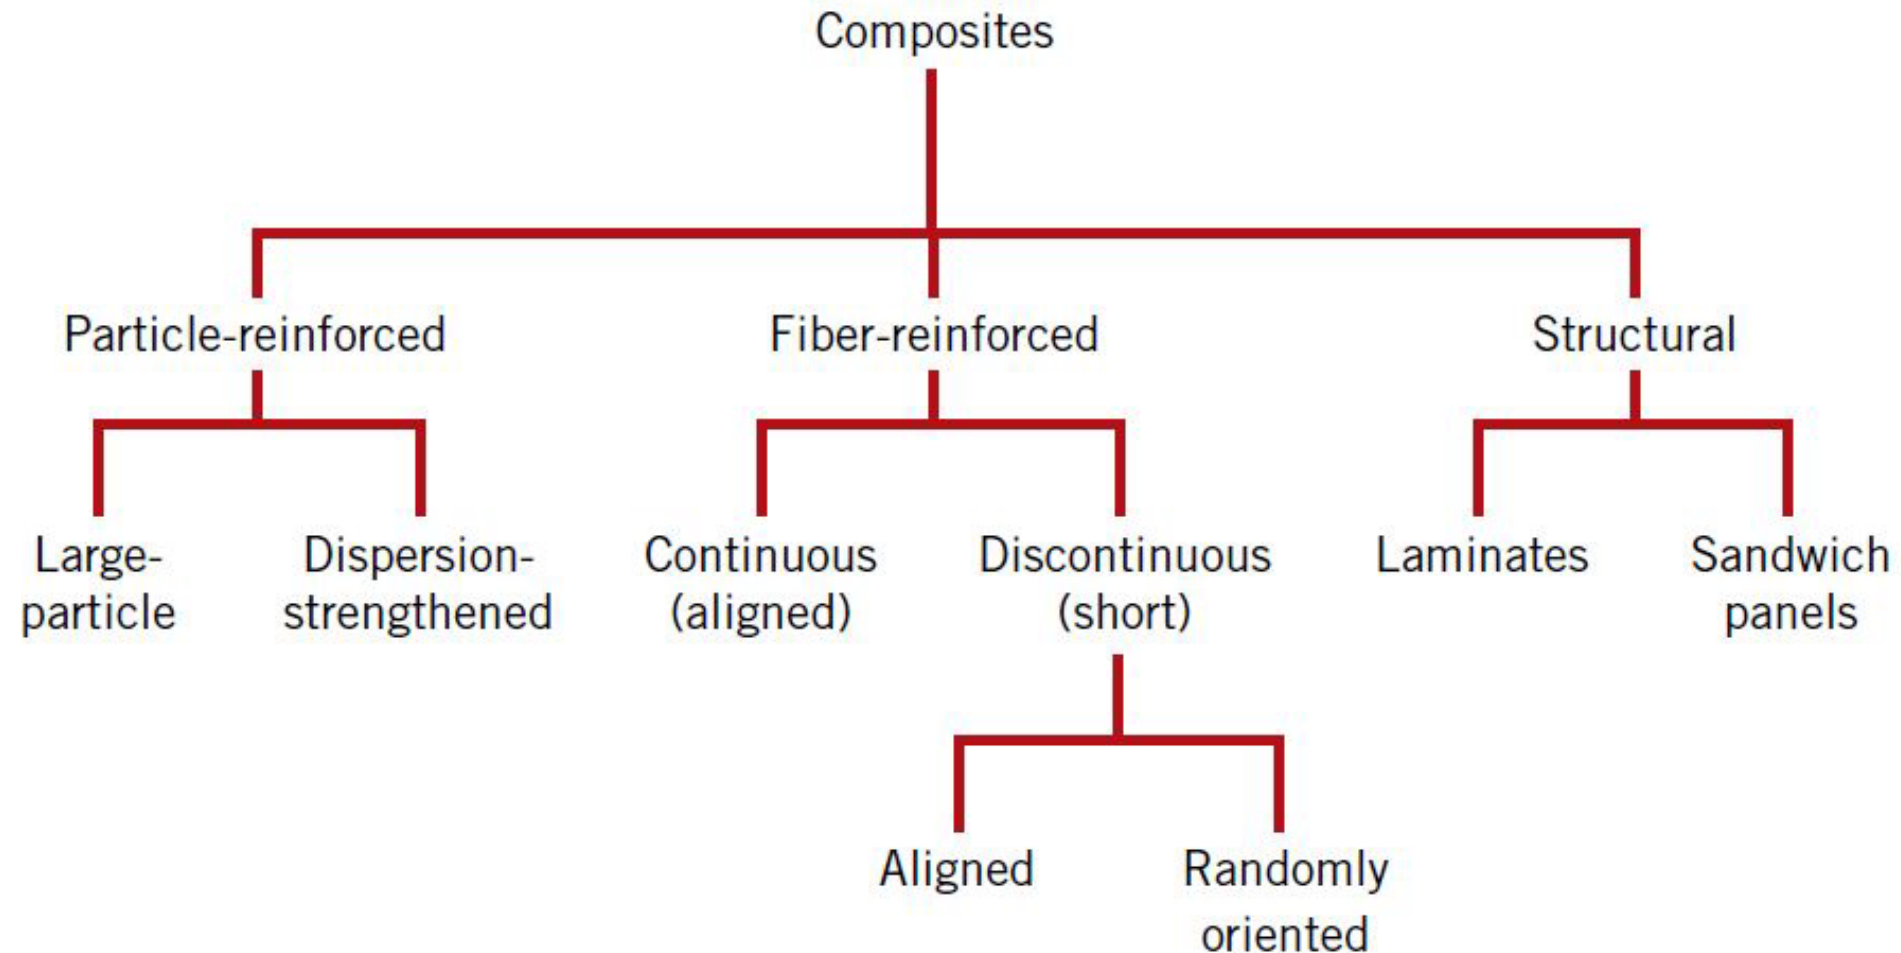 Composites
Particle-reinforced
Fiber-reinforced
Structural
Large-
particle
Dispersion-
strengthened
Continuous
(aligned)
Discontinuous
(short)
Laminates
Sandwich
panels
Aligned
Randomly
oriented